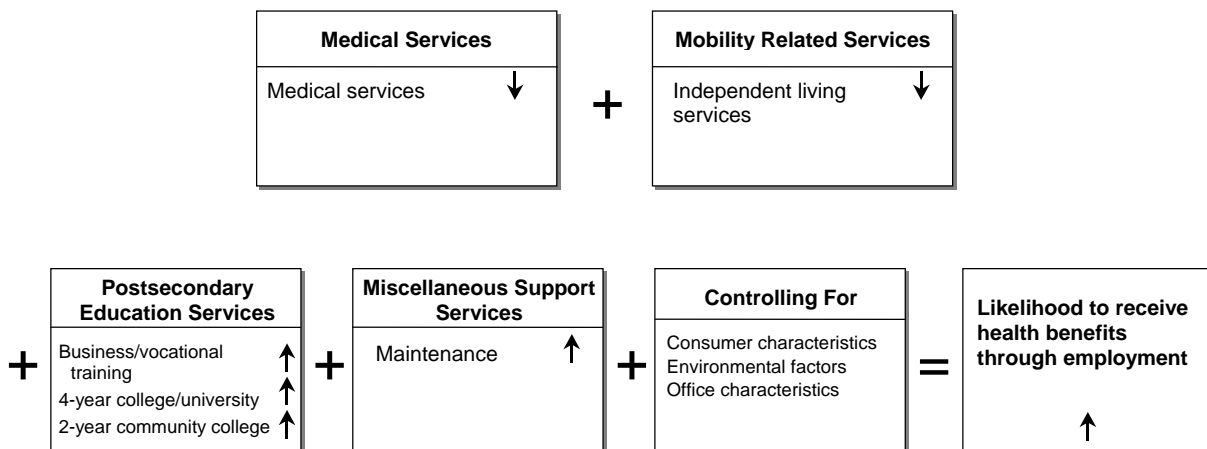 Medical Services
Medical services
↓
+
Mobility Related Services
Independent living
services
↓
+
Postsecondary
Education Services
Business/vocational
training
↑
4-year college/university ↑
2-year community college ↑
+
Miscellaneous Support
Services
Maintenance ↑
+
Controlling For
Consumer characteristics
Environmental factors
Office characteristics
=
Likelihood to receive
health benefits
through employment
↑